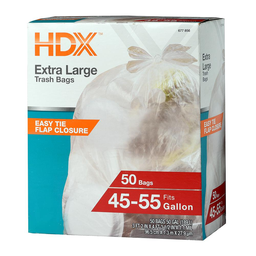 HDX
Extra Large
Trash Bags
EASY TIE
FLAP CLOSURE
50 Bags
45-55 Fits
Gallon